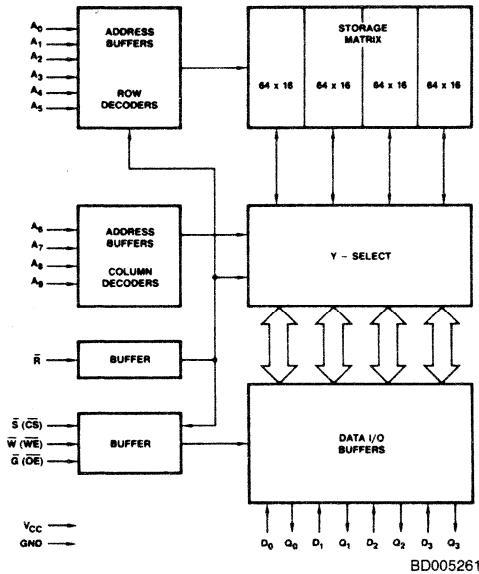 A0
A1
A2
A3
A4
A5
ADDRESS
BUFFERS
ROW
DECODERS
STORAGE
MATRIX
64 x 16 64 x 16 64 x 16 64 x 16
A6
A7
A8
A9
ADDRESS
BUFFERS
COLUMN
DECODERS
Y – SELECT
R̅
BUFFER
S̅ (C̅S̅)
W̅ (W̅E̅)
G̅ (O̅E̅)
BUFFER
DATA I/O
BUFFERS
VCC
GND
D0 Q0 D1 Q1 D2 Q2 D3 Q3
BD005261